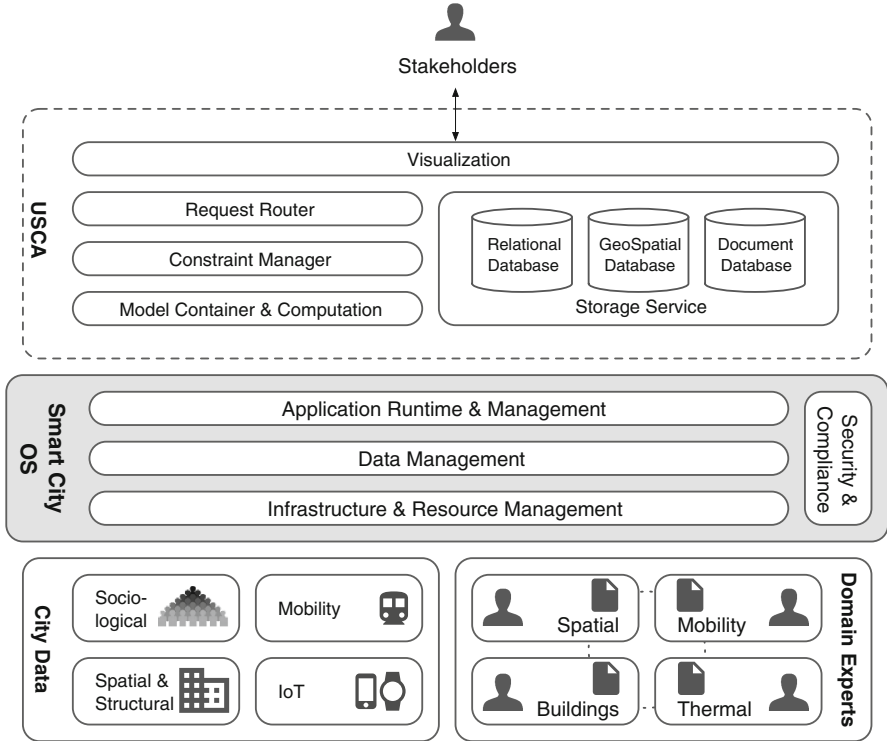 Stakeholders
USCA
Visualization
Request Router
Constraint Manager
Model Container & Computation
Relational
Database
GeoSpatial
Database
Document
Database
Storage Service
Smart City
OS
Application Runtime & Management
Data Management
Infrastructure & Resource Management
Security &
Compliance
City Data
Socio-
logical
Mobility
Spatial &
Structural
IoT
Spatial
Mobility
Buildings
Thermal
Domain Experts